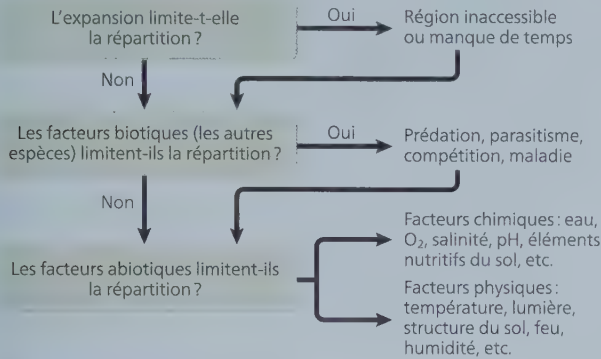 L'expansion limite-t-elle
la répartition ?
Oui
Région inaccessible
ou manque de temps
Non
Les facteurs biotiques (les autres
espèces) limitent-ils la répartition ?
Oui
Prédation, parasitisme,
compétition, maladie
Non
Les facteurs abiotiques limitent-ils
la répartition ?
Facteurs chimiques : eau,
O₂, salinité, pH, éléments
nutritifs du sol, etc.
Facteurs physiques :
température, lumière,
structure du sol, feu,
humidité, etc.